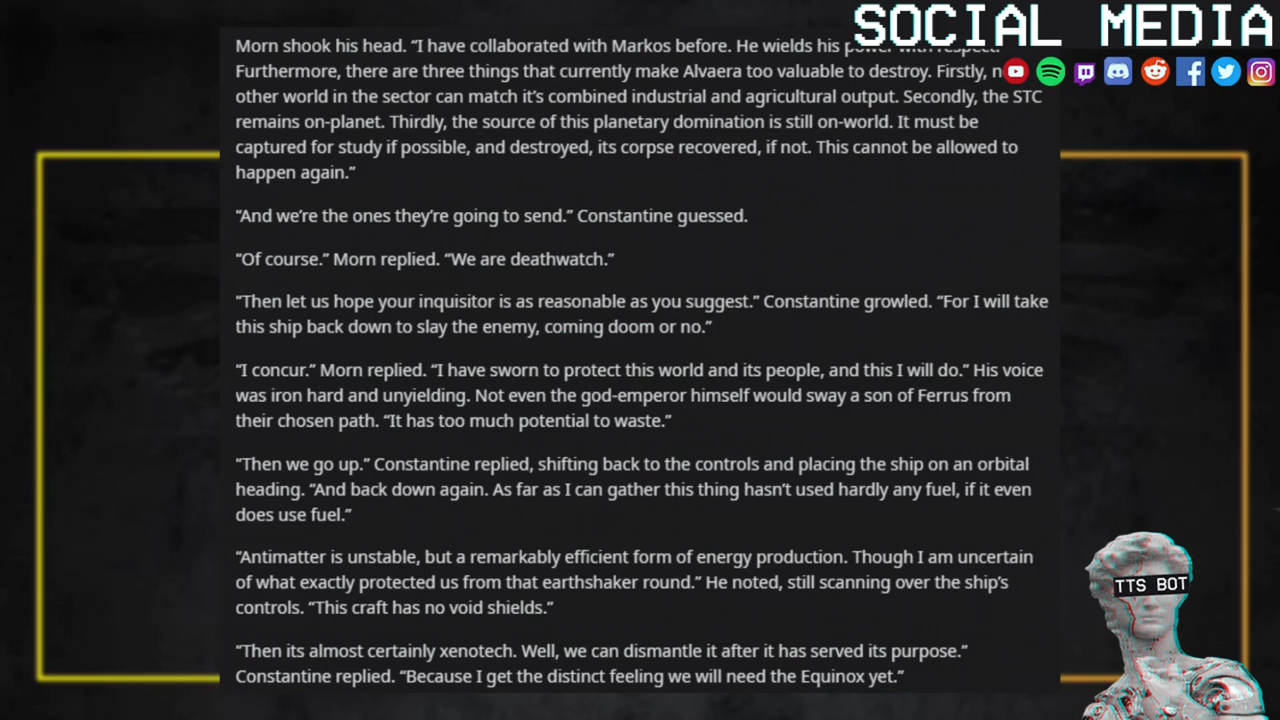 SOCIAL MEDIA
Morn shook his head. “I have collaborated with Markos before. He wields his power with respect.
Furthermore, there are three things that currently make Alvaera too valuable to destroy. Firstly,
other world in the sector can match it’s combined industrial and agricultural output. Secondly, the STC
remains on-planet. Thirdly, the source of this planetary domination is still on-world. It must be
captured for study if possible, and destroyed, its corpse recovered, if not. This cannot be allowed to
happen again.”
“And we’re the ones they’re going to send.” Constantine guessed.
“Of course.” Morn replied. “We are deathwatch.”
“Then let us hope your inquisitor is as reasonable as you suggest.” Constantine growled. “For I will take
this ship back down to slay the enemy, coming doom or no.”
“I concur.” Morn replied. “I have sworn to protect this world and its people, and this I will do.” His voice
was iron hard and unyielding. Not even the god-emperor himself would sway a son of Ferrus from
their chosen path. “It has too much potential to waste.”
“Then we go up.” Constantine replied, shifting back to the controls and placing the ship on an orbital
heading. “And back down again. As far as I can gather this thing hasn’t used hardly any fuel, if it even
does use fuel.”
“Antimatter is unstable, but a remarkably efficient form of energy production. Though I am uncertain
of what exactly protected us from that earthshaker round.” He noted, still scanning over the ship’s
controls. “This craft has no void shields.”
“Then its almost certainly xenotech. Well, we can dismantle it after it has served its purpose.”
Constantine replied. “Because I get the distinct feeling we will need the Equinox yet.”
TTS BOT